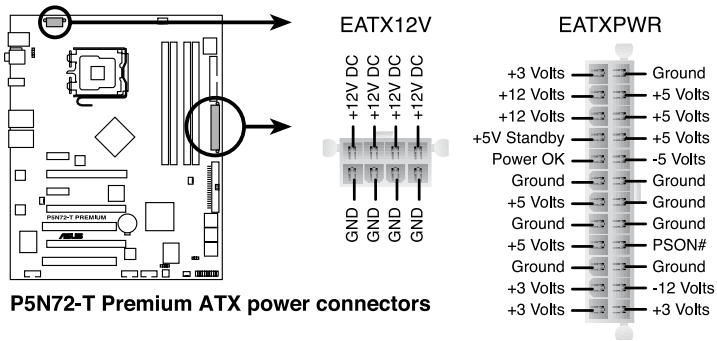 EATX12V
EATXPWR
+12V DC
+12V DC
+12V DC
+12V DC
GND
GND
GND
GND
+3 Volts Ground
+12 Volts +5 Volts
+12 Volts +5 Volts
+5V Standby +5 Volts
Power OK -5 Volts
Ground Ground
+5 Volts Ground
Ground Ground
+5 Volts PSON#
Ground Ground
+3 Volts -12 Volts
+3 Volts +3 Volts
P5N72-T PREMIUM
ASUS
P5N72-T Premium ATX power connectors